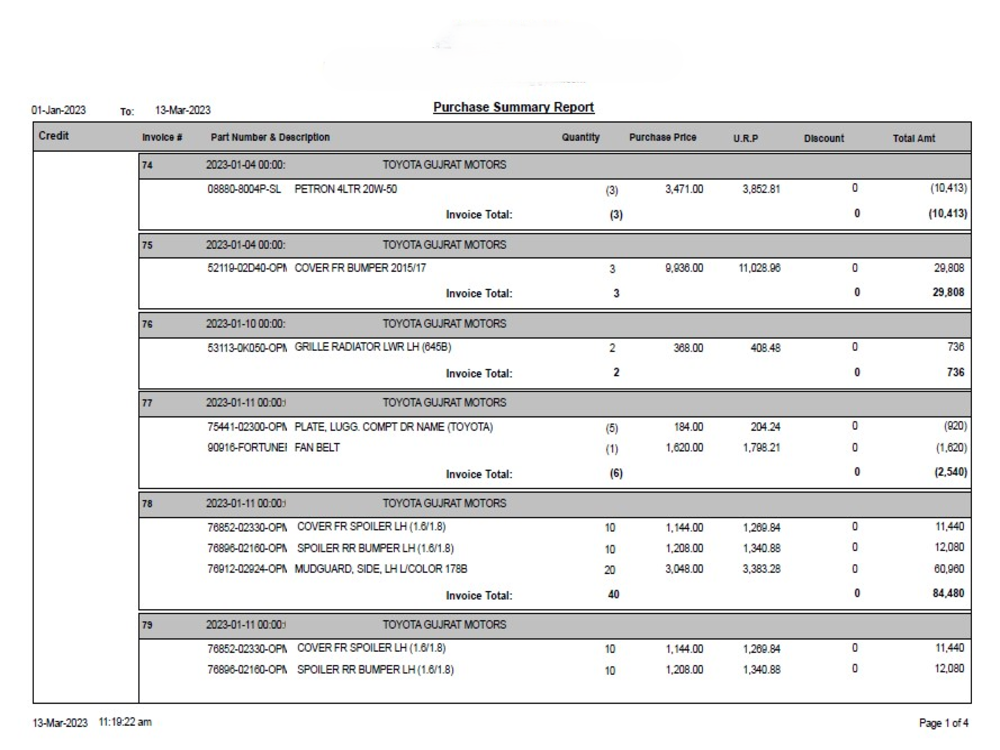 Purchase Summary Report
01-Jan-2023 To: 13-Mar-2023
Credit Invoice # Part Number & Description Quantity Purchase Price U.R.P Discount Total Amt
74 2023-01-04 00:00: TOYOTA GUJRAT MOTORS
08880-8004P-SL PETRON 4LTR 20W-50 (3) 3,471.00 3,852.81 0 (10,413)
Invoice Total: (3) 0 (10,413)
75 2023-01-04 00:00: TOYOTA GUJRAT MOTORS
52119-02D40-OPM COVER FR BUMPER 2015/17 3 9,936.00 11,028.96 0 29,808
Invoice Total: 3 0 29,808
76 2023-01-10 00:00: TOYOTA GUJRAT MOTORS
53113-0K050-OPM GRILLE RADIATOR LWR LH (645B) 2 368.00 408.48 0 736
Invoice Total: 2 0 736
77 2023-01-11 00:00: TOYOTA GUJRAT MOTORS
75441-02300-OPM PLATE, LUGG. COMPT DR NAME (TOYOTA) (5) 184.00 204.24 0 (920)
90916-FORTUNE FAN BELT (1) 1,620.00 1,798.21 0 (1,620)
Invoice Total: (6) 0 (2,540)
78 2023-01-11 00:00: TOYOTA GUJRAT MOTORS
76852-02330-OPM COVER FR SPOILER LH (1.6/1.8) 10 1,144.00 1,269.84 0 11,440
76896-02160-OPM SPOILER RR BUMPER LH (1.6/1.8) 10 1,208.00 1,340.88 0 12,080
76912-02924-OPM MUDGUARD, SIDE, LH L/COLOR 178B 20 3,048.00 3,383.28 0 60,960
Invoice Total: 40 0 84,480
79 2023-01-11 00:00: TOYOTA GUJRAT MOTORS
76852-02330-OPM COVER FR SPOILER LH (1.6/1.8) 10 1,144.00 1,269.84 0 11,440
76896-02160-OPM SPOILER RR BUMPER LH (1.6/1.8) 10 1,208.00 1,340.88 0 12,080
13-Mar-2023 11:19:22 am Page 1 of 4